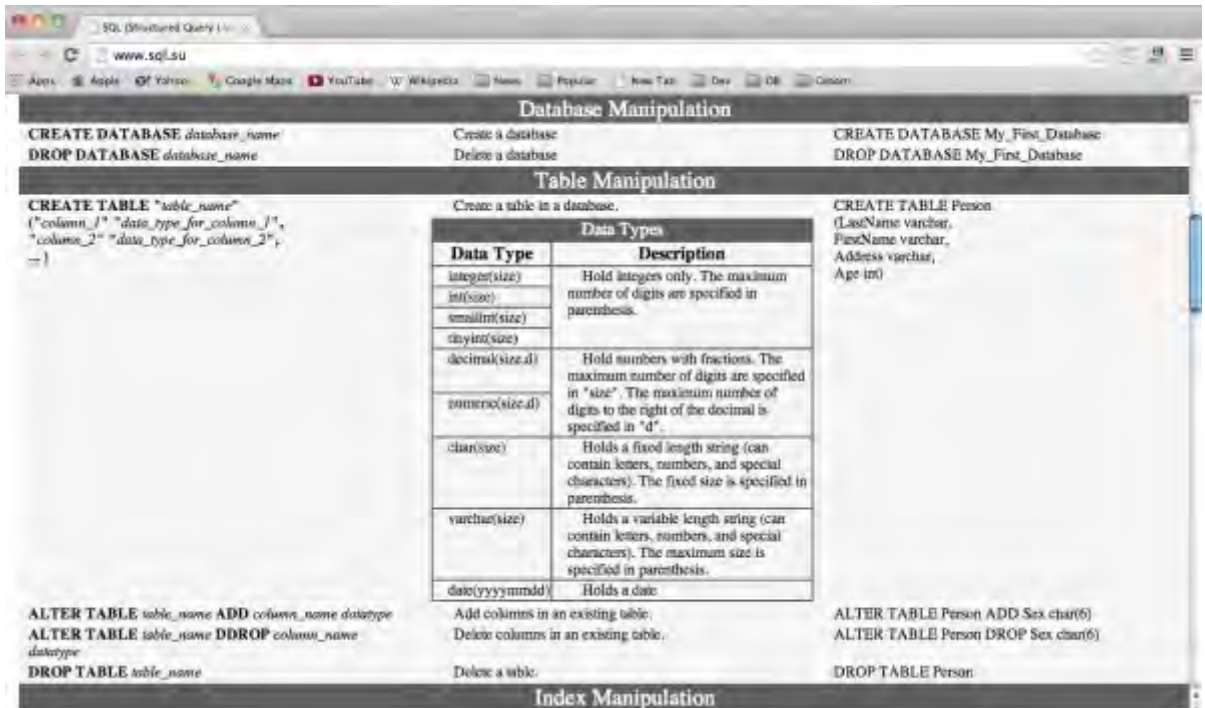 SQL (Structured Query L
www.sql.su
Apps Apple Yahoo! Google Maps YouTube Wikipedia News Popular New Tab Dev DB
Database Manipulation
CREATE DATABASE database_name Create a database CREATE DATABASE My_First_Database
DROP DATABASE database_name Delete a database DROP DATABASE My_First_Database
Table Manipulation
CREATE TABLE "table_name"
("column_1" "data_type_for_column_1",
"column_2" "data_type_for_column_2",
... )
Create a table in a database.
Data Types
Data Type Description
integer(size)
int(size)
smallint(size)
tinyint(size)
Hold integers only. The maximum
number of digits are specified in
parenthesis.
decimal(size,d)
numeric(size,d)
Hold numbers with fractions. The
maximum number of digits are specified
in "size". The maximum number of
digits to the right of the decimal is
specified in "d".
char(size)
Holds a fixed length string (can
contain letters, numbers, and special
characters). The fixed size is specified in
parenthesis.
varchar(size)
Holds a variable length string (can
contain letters, numbers, and special
characters). The maximum size is
specified in parenthesis.
date(yyyymmdd) Holds a date
CREATE TABLE Person
(LastName varchar,
FirstName varchar,
Address varchar,
Age int)
ALTER TABLE table_name ADD column_name datatype Add columns in an existing table. ALTER TABLE Person ADD Sex char(6)
ALTER TABLE table_name DDROP column_name
datatype
Delete columns in an existing table. ALTER TABLE Person DROP Sex char(6)
DROP TABLE table_name Delete a table. DROP TABLE Person
Index Manipulation